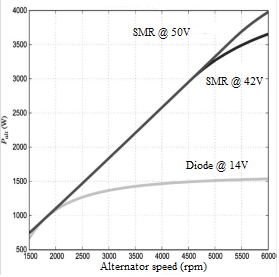 4000
3500
3000
2500
2000
1500
1000
500
P_alt (W)
SMR @ 50V
SMR @ 42V
Diode @ 14V
1500 2000 2500 3000 3500 4000 4500 5000 5500 6000
Alternator speed (rpm)